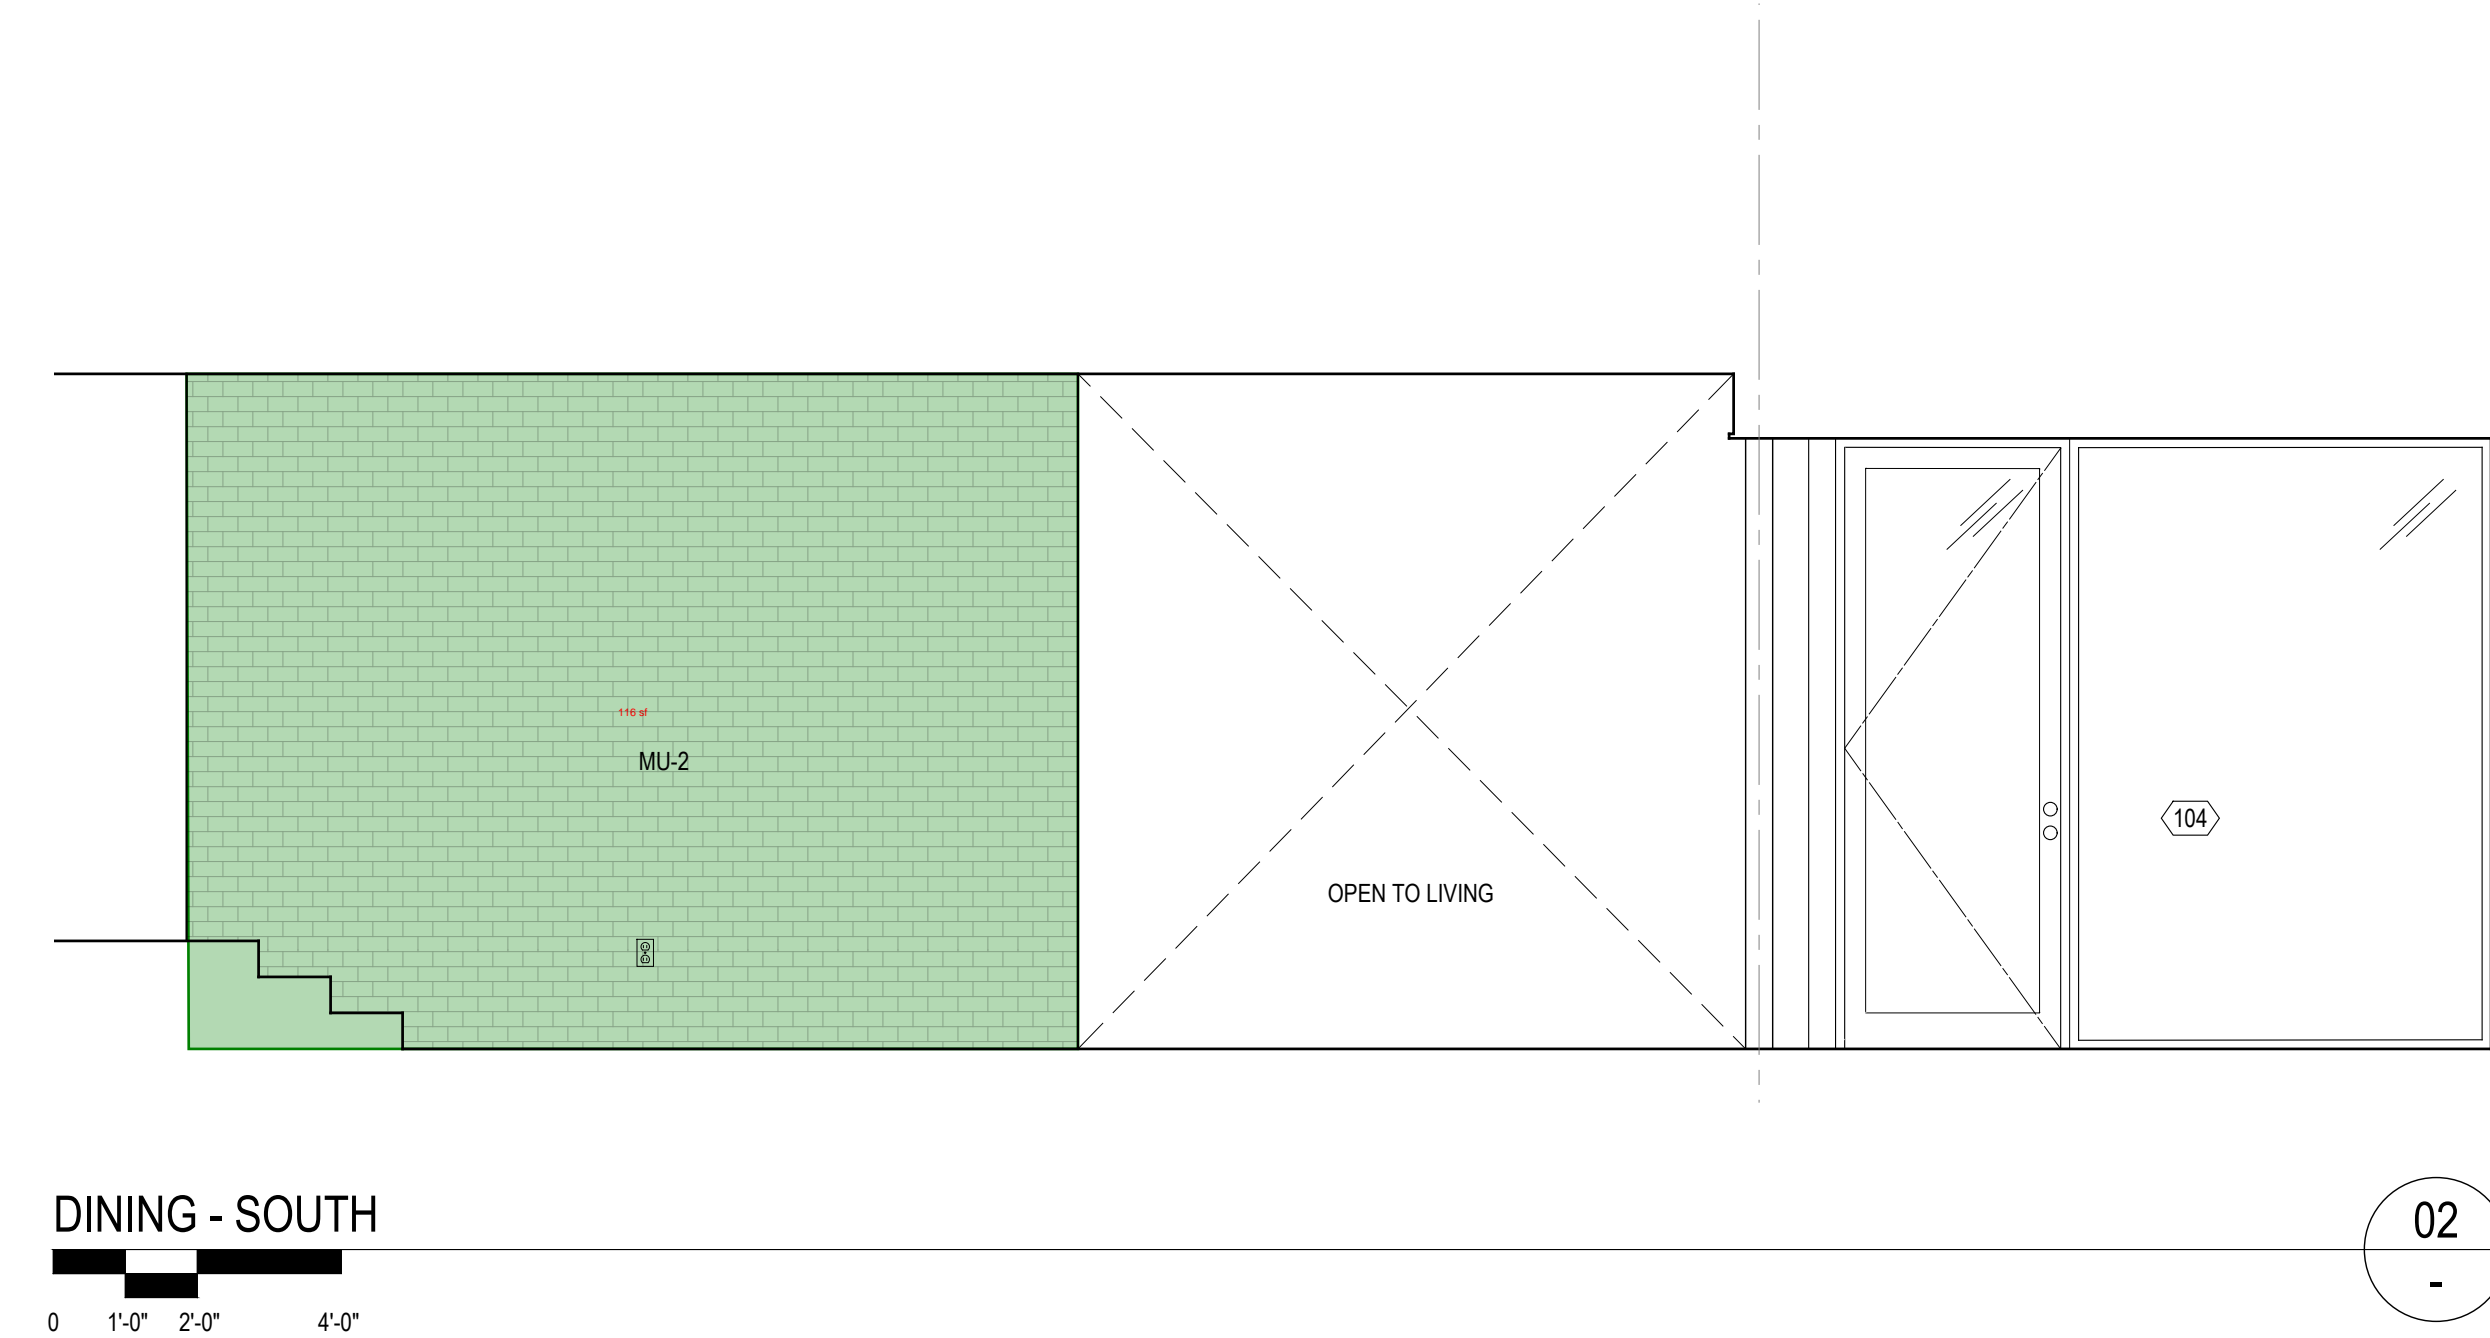 116 sf
MU-2
OPEN TO LIVING
104
DINING - SOUTH
02
-
0 1'-0" 2'-0" 4'-0"